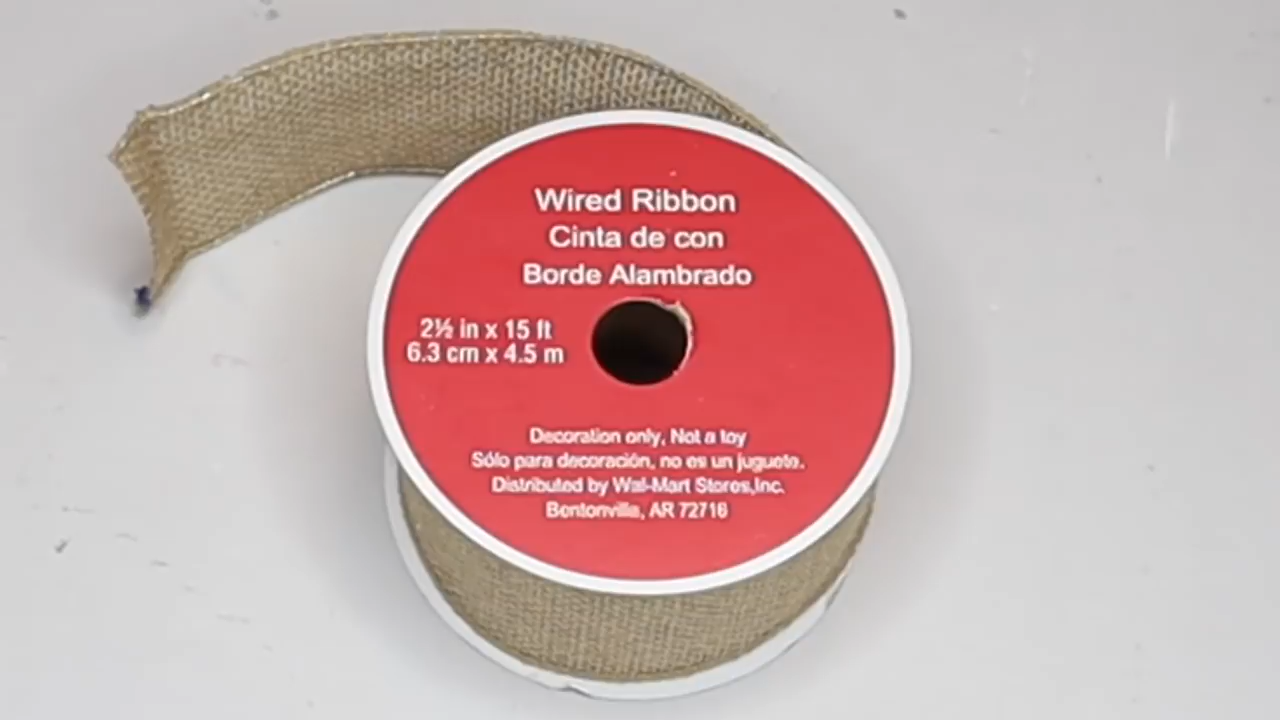 Wired Ribbon
Cinta de con
Borde Alambrado
2½ in x 15 ft
6.3 cm x 4.5 m
Decoration only, Not a toy
Sólo para decoración, no es un juguete.
Distributed by Wal-Mart Stores,Inc.
Bentonville, AR 72716